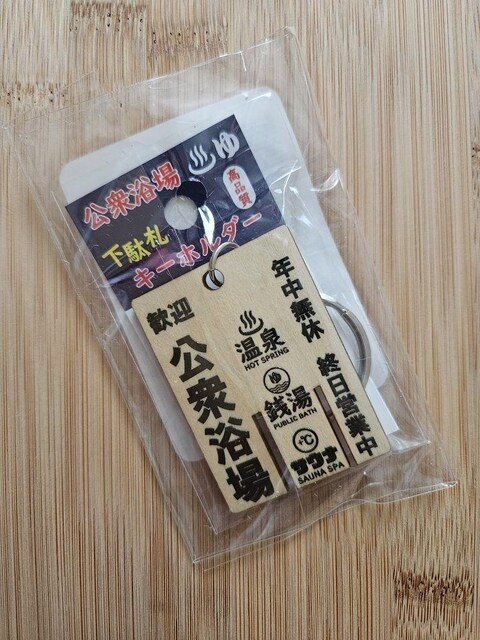 公衆浴場 ♨ ゆ
高品質
下駄札
キーホルダー
歓迎
公衆浴場
温泉
HOT SPRING
ゆ
銭湯
PUBLIC BATH
+℃
サウナ
SAUNA SPA
年中無休
終日営業中